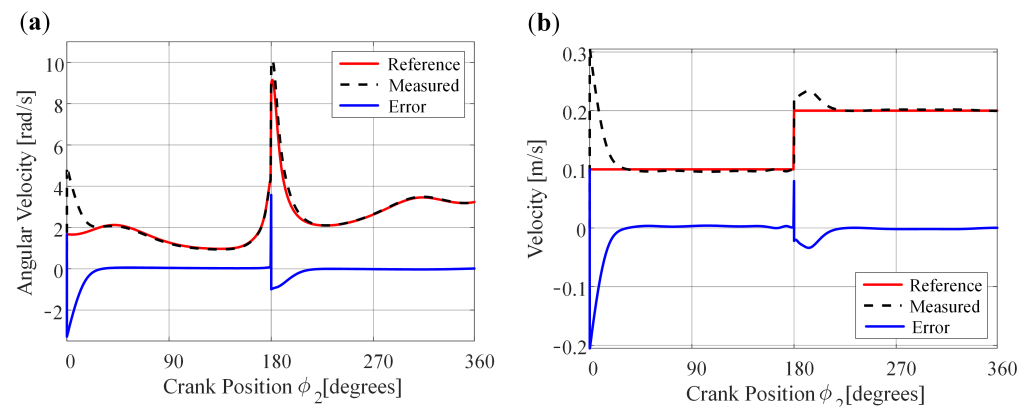 (a)
Angular Velocity [rad/s]
10
8
6
4
2
0
-2
Reference
Measured
Error
0 90 180 270 360
Crank Position ϕ2[degrees]
(b)
Velocity [m/s]
0.3
0.2
0.1
0
-0.1
-0.2
Reference
Measured
Error
0 90 180 270 360
Crank Position ϕ2[degrees]